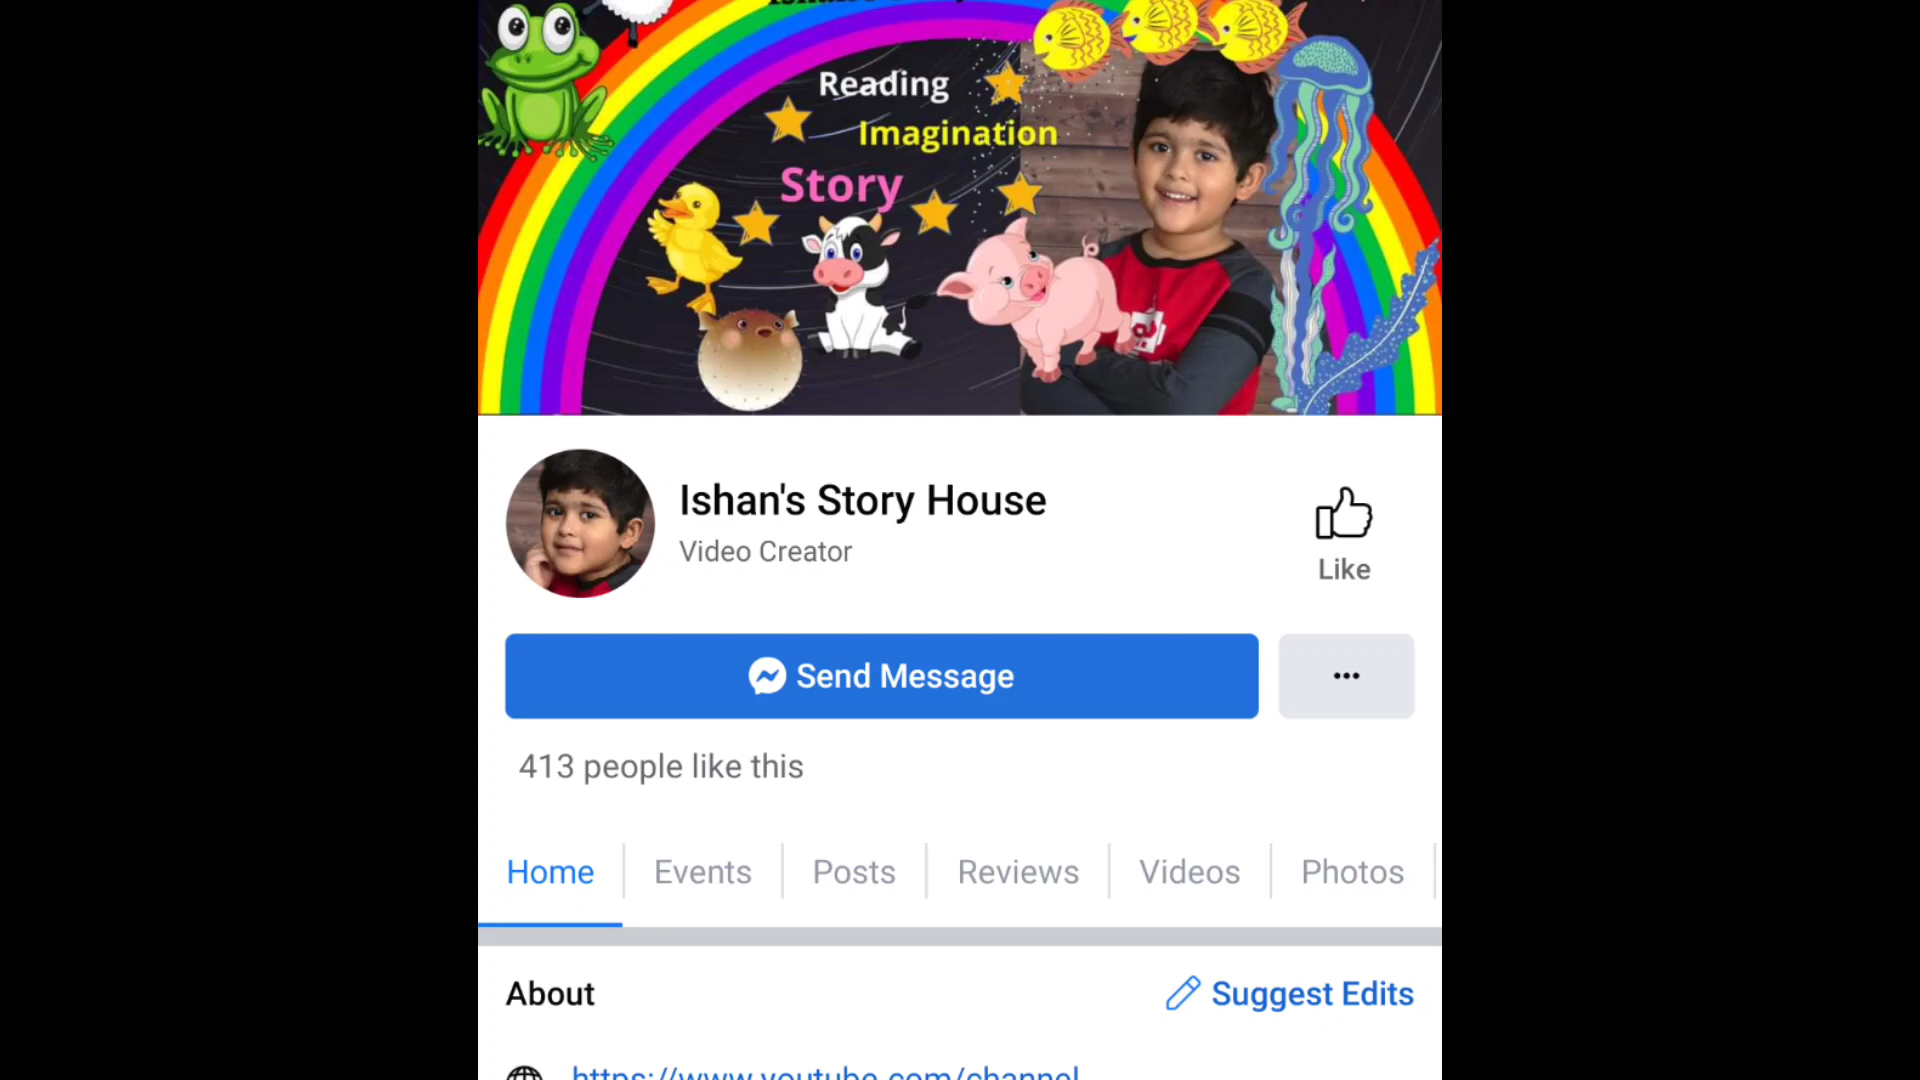 Reading
Imagination
Story
Ishan's Story House
Video Creator
Like
Send Message
413 people like this
Home
Events
Posts
Reviews
Videos
Photos
About
Suggest Edits
https://www.youtube.com/channel